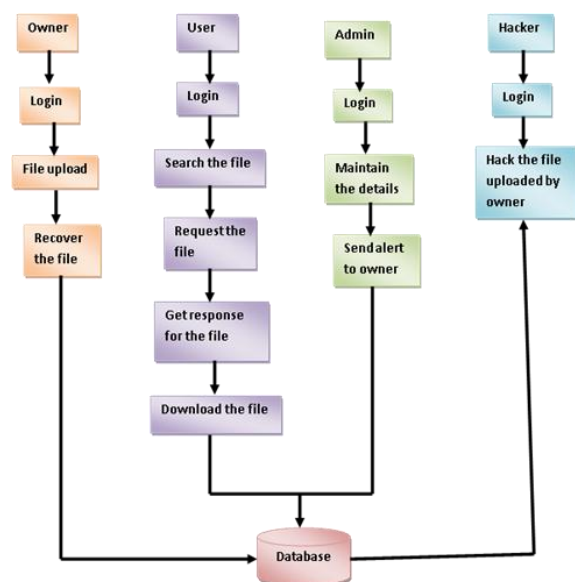 Owner
Login
File upload
Recover
the file
User
Login
Search the file
Request the
file
Get response
for the file
Download the file
Admin
Login
Maintain
the details
Send alert
to owner
Hacker
Login
Hack the file
uploaded by
owner
Database